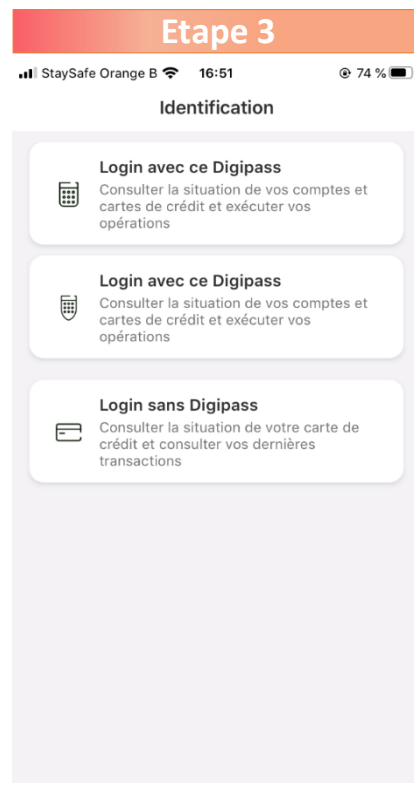 Etape 3
StaySafe Orange B 16:51 74 %
Identification
Login avec ce Digipass
Consulter la situation de vos comptes et
cartes de crédit et exécuter vos
opérations
Login avec ce Digipass
Consulter la situation de vos comptes et
cartes de crédit et exécuter vos
opérations
Login sans Digipass
Consulter la situation de votre carte de
crédit et consulter vos dernières
transactions